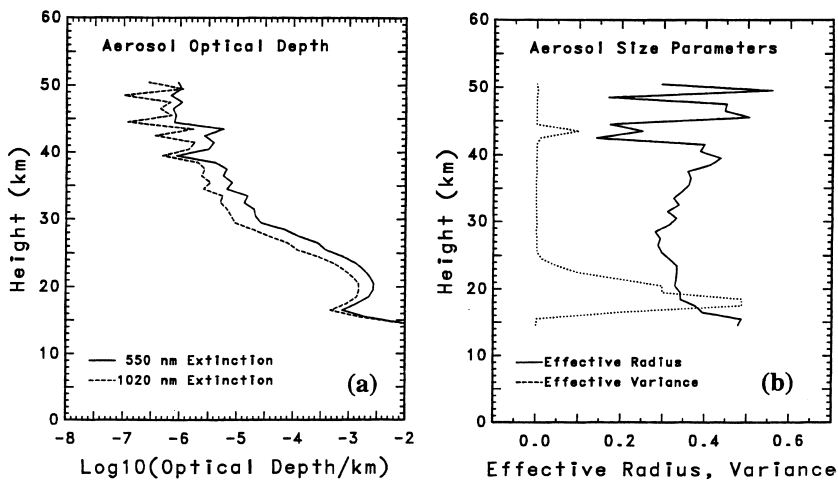 Aerosol Optical Depth
60
50
40
30
20
10
0
Height (km)
550 nm Extinction
1020 nm Extinction
(a)
-8 -7 -6 -5 -4 -3 -2
Log10(Optical Depth/km)
Aerosol Size Parameters
60
50
40
30
20
10
0
Height (km)
Effective Radius
Effective Variance
(b)
0.0 0.2 0.4 0.6
Effective Radius, Variance